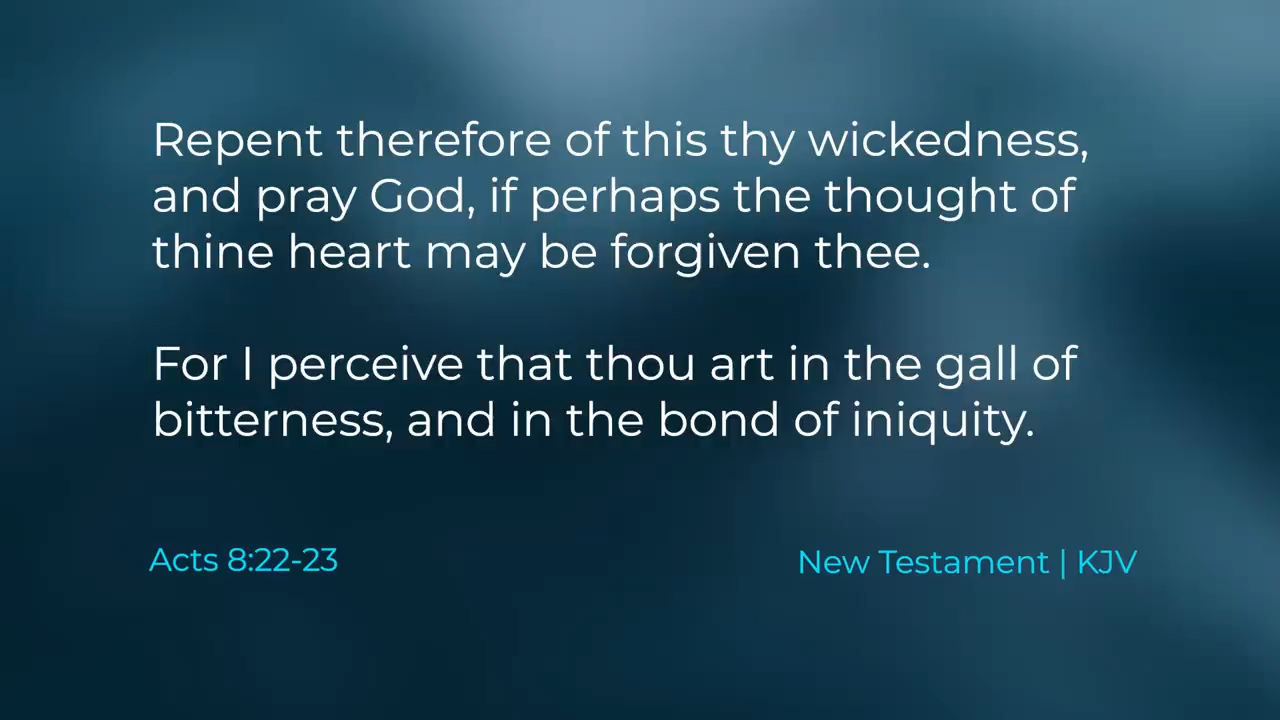 Repent therefore of this thy wickedness,
and pray God, if perhaps the thought of
thine heart may be forgiven thee.
For I perceive that thou art in the gall of
bitterness, and in the bond of iniquity.
Acts 8:22-23
New Testament | KJV